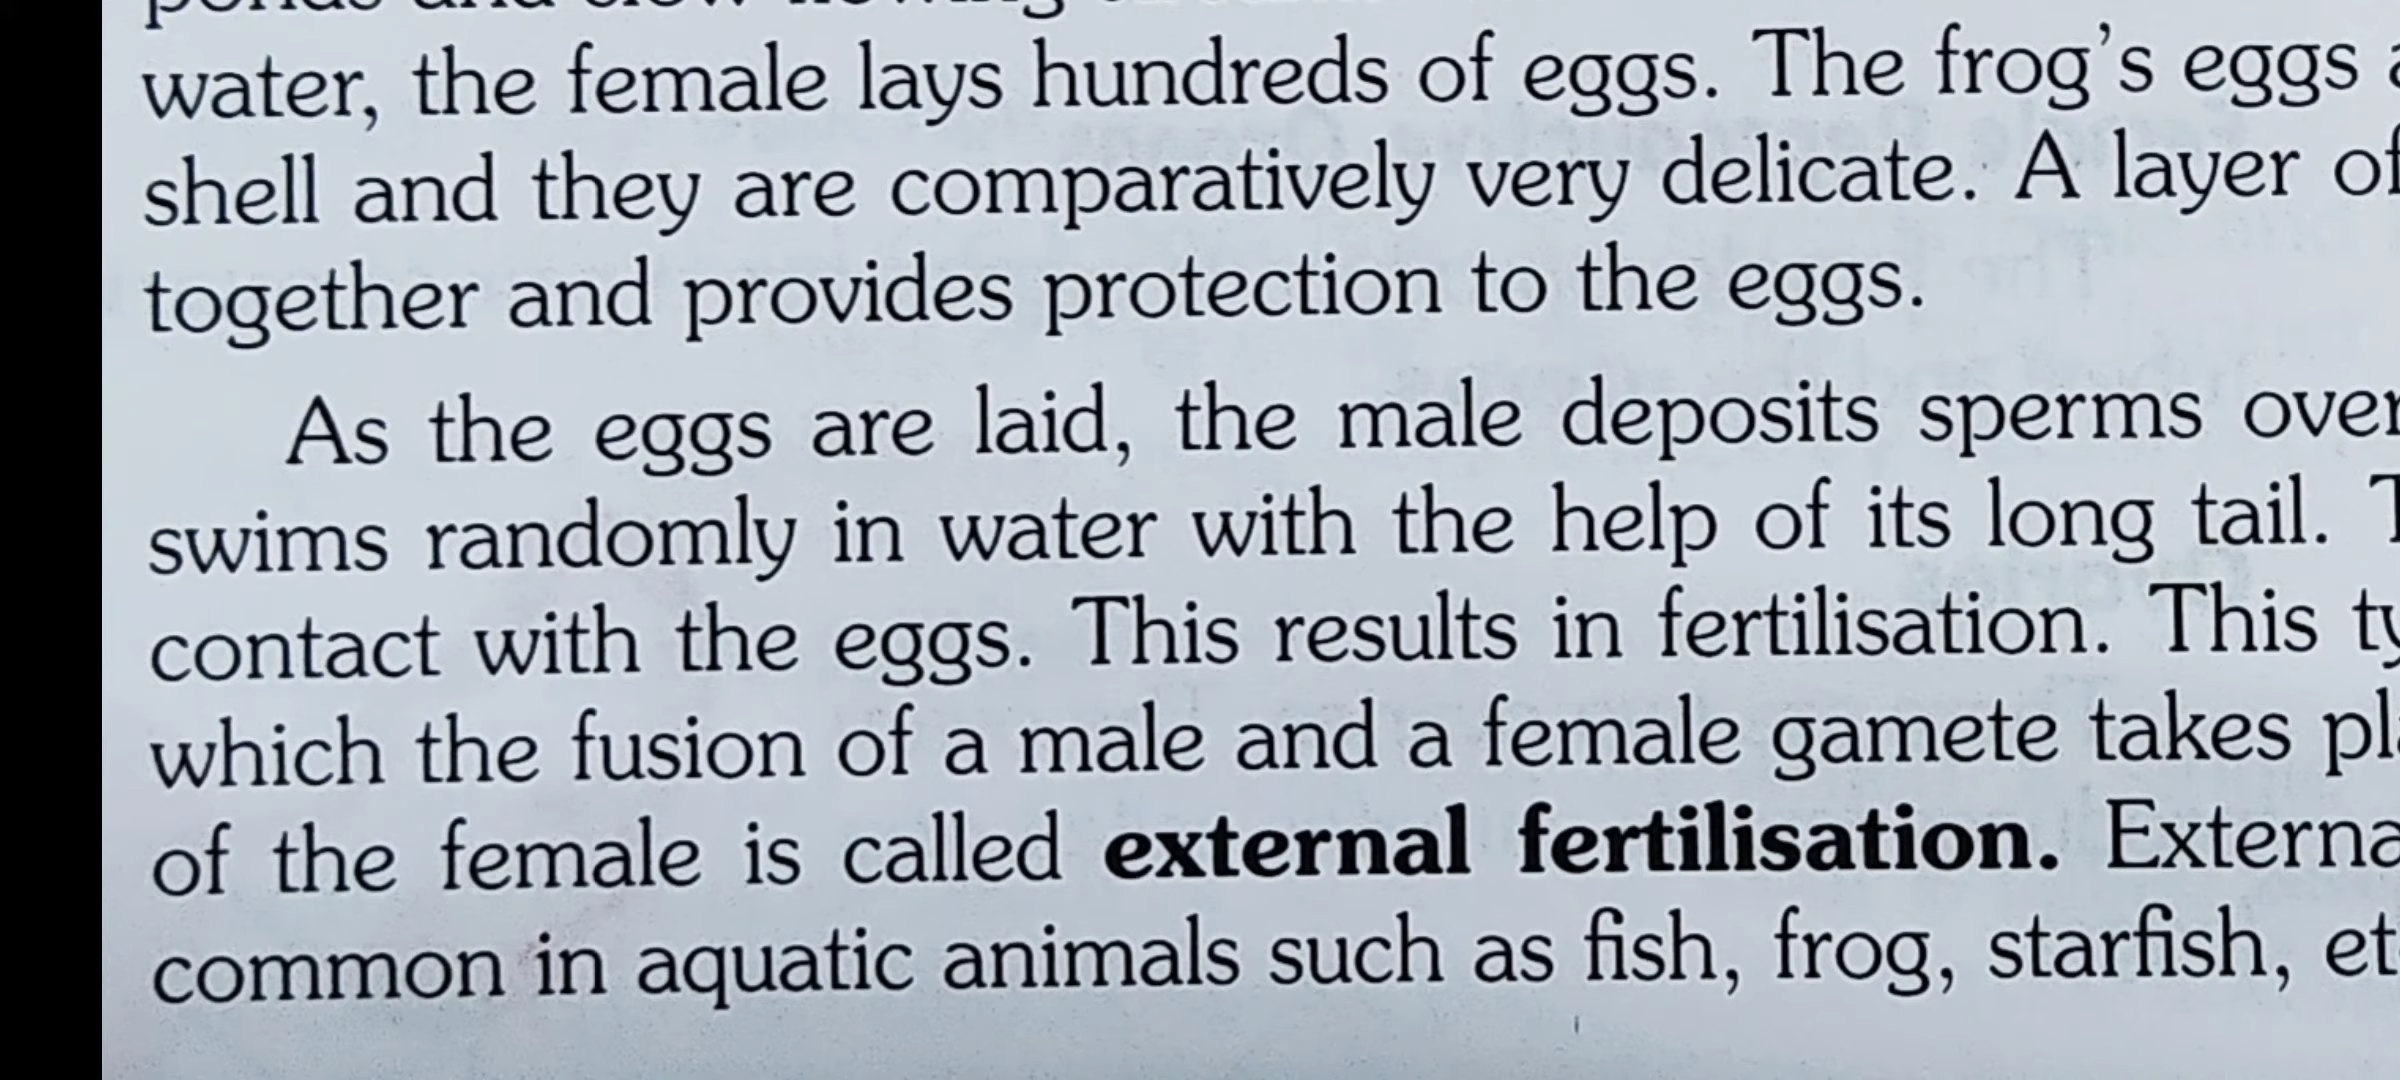 water, the female lays hundreds of eggs. The frog's eggs
shell and they are comparatively very delicate. A layer of
together and provides protection to the eggs.
As the eggs are laid, the male deposits sperms over
swims randomly in water with the help of its long tail.
contact with the eggs. This results in fertilisation. This
which the fusion of a male and a female gamete takes
of the female is called external fertilisation.
common in aquatic animals such as fish, frog, starfish,